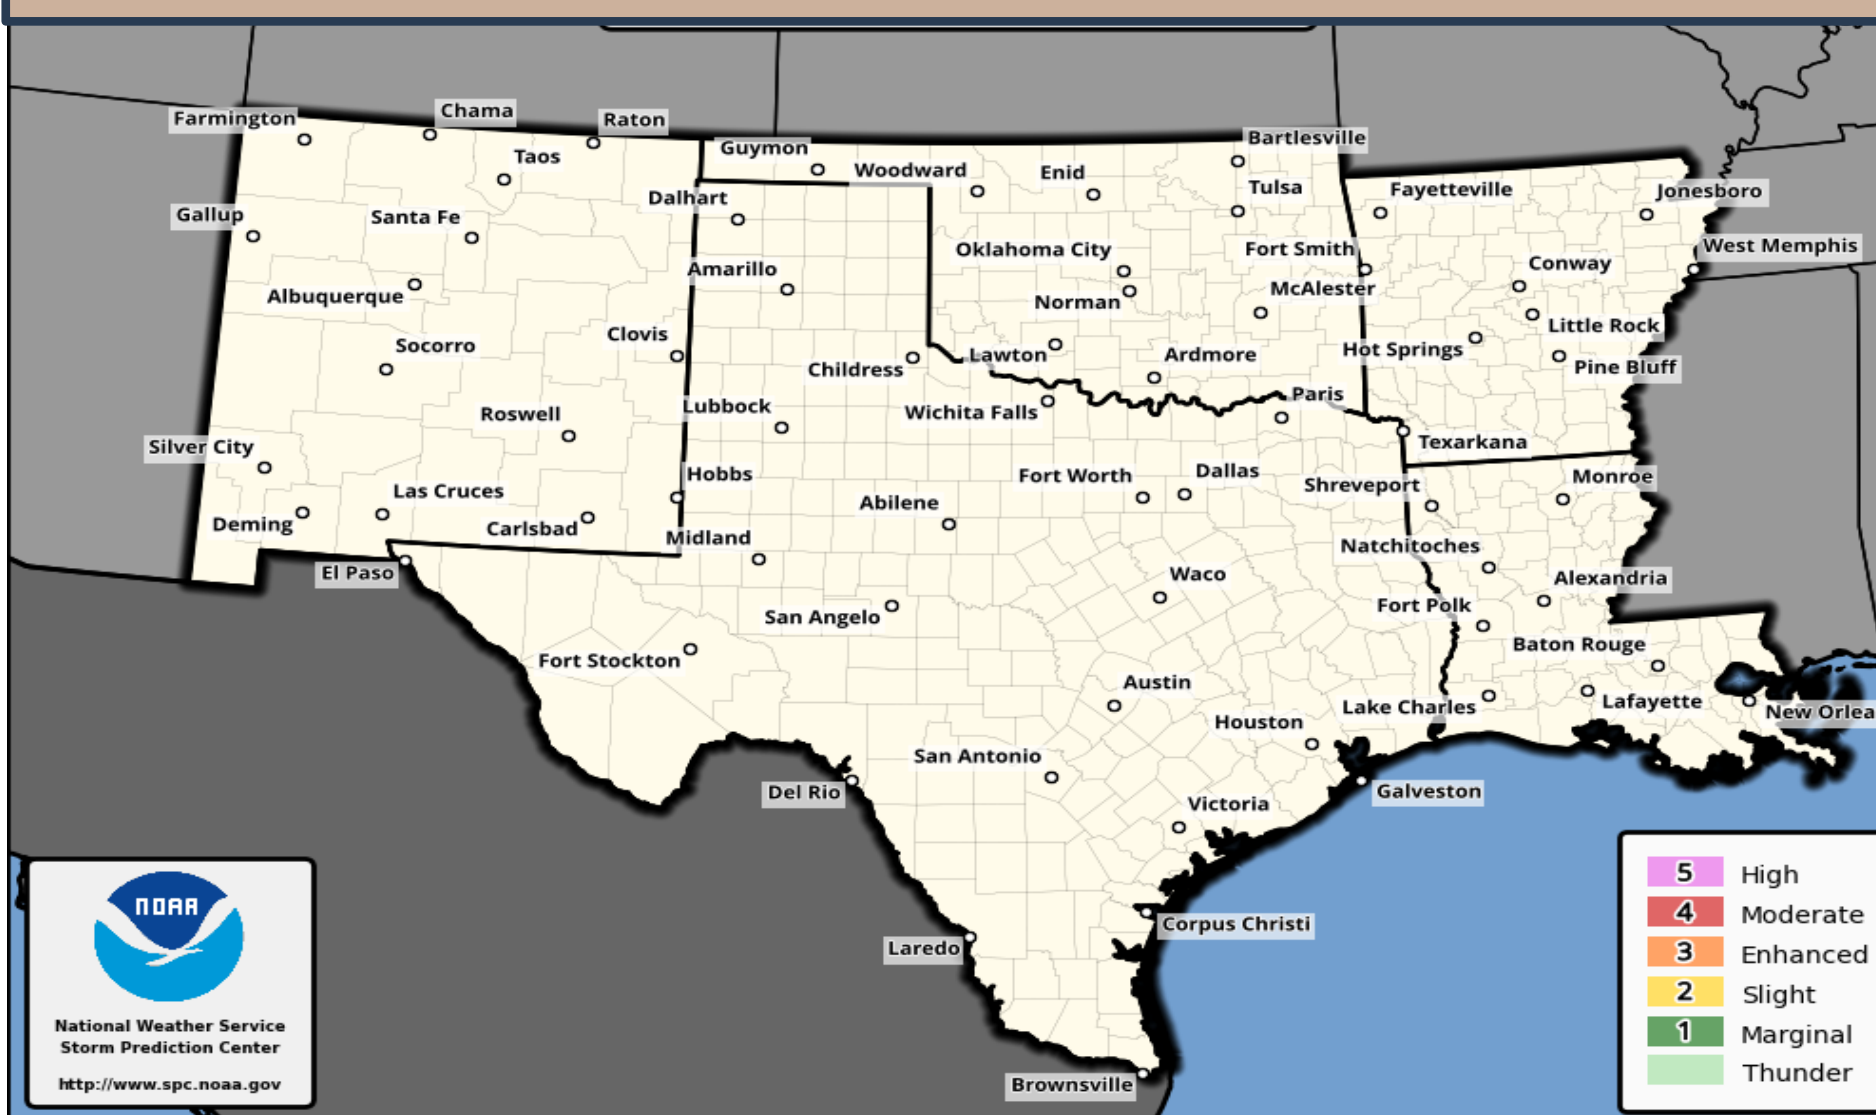 Farmington
Chama
Raton
Taos
Guymon
Woodward
Enid
Bartlesville
Tulsa
Fayetteville
Jonesboro
Gallup
Santa Fe
Dalhart
Oklahoma City
Fort Smith
Conway
West Memphis
Albuquerque
Amarillo
Norman
McAlester
Little Rock
Socorro
Clovis
Childress
Lawton
Ardmore
Hot Springs
Pine Bluff
Roswell
Lubbock
Wichita Falls
Paris
Texarkana
Silver City
Hobbs
Fort Worth
Dallas
Shreveport
Monroe
Deming
Las Cruces
Carlsbad
Midland
Abilene
Natchitoches
El Paso
San Angelo
Waco
Fort Polk
Alexandria
Fort Stockton
Austin
Baton Rouge
Lake Charles
Lafayette
New Orlea
Del Rio
San Antonio
Houston
Galveston
Victoria
Laredo
Corpus Christi
Brownsville
NOAA
National Weather Service
Storm Prediction Center
http://www.spc.noaa.gov
5 High
4 Moderate
3 Enhanced
2 Slight
1 Marginal
Thunder